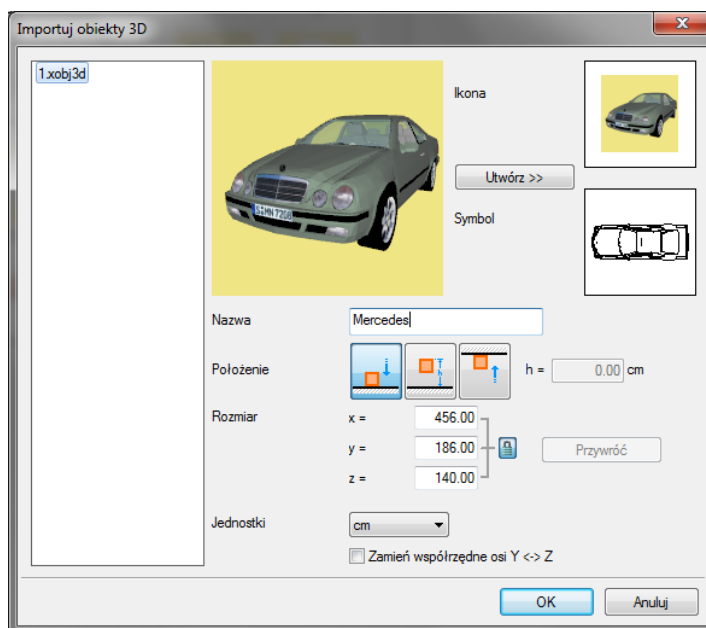 Importuj obiekty 3D
1.xobj3d
Ikona
Utwórz >>
Symbol
Nazwa
Mercedes
Położenie
h = 0.00 cm
Rozmiar
x = 456.00
y = 186.00
Przywróć
z = 140.00
Jednostki
cm
Zamień współrzędne osi Y <-> Z
OK
Anuluj